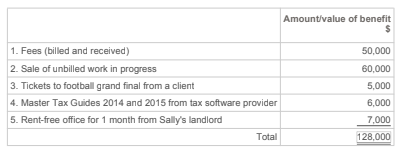 Amount/value of benefit
$
1. Fees (billed and received) 50,000
2. Sale of unbilled work in progress 60,000
3. Tickets to football grand final from a client 5,000
4. Master Tax Guides 2014 and 2015 from tax software provider 6,000
5. Rent-free office for 1 month from Sally's landlord 7,000
Total 128,000